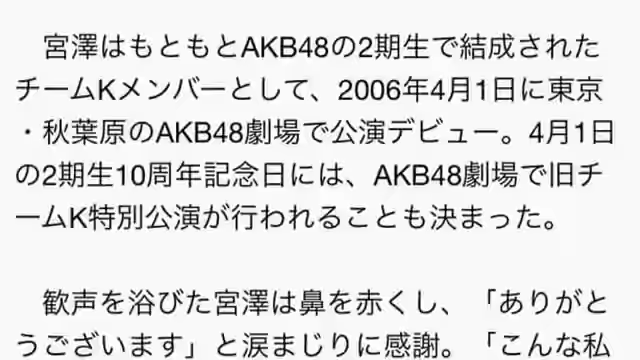 宮澤はもともとAKB48の2期生で結成された
チームKメンバーとして、2006年4月1日に東京
・秋葉原のAKB48劇場で公演デビュー。4月1日
の2期生10周年記念日には、AKB48劇場で旧チ
ームK特別公演が行われることも決まった。
歓声を浴びた宮澤は鼻を赤くし、「ありがと
うございます」と涙まじりに感謝。「こんな私